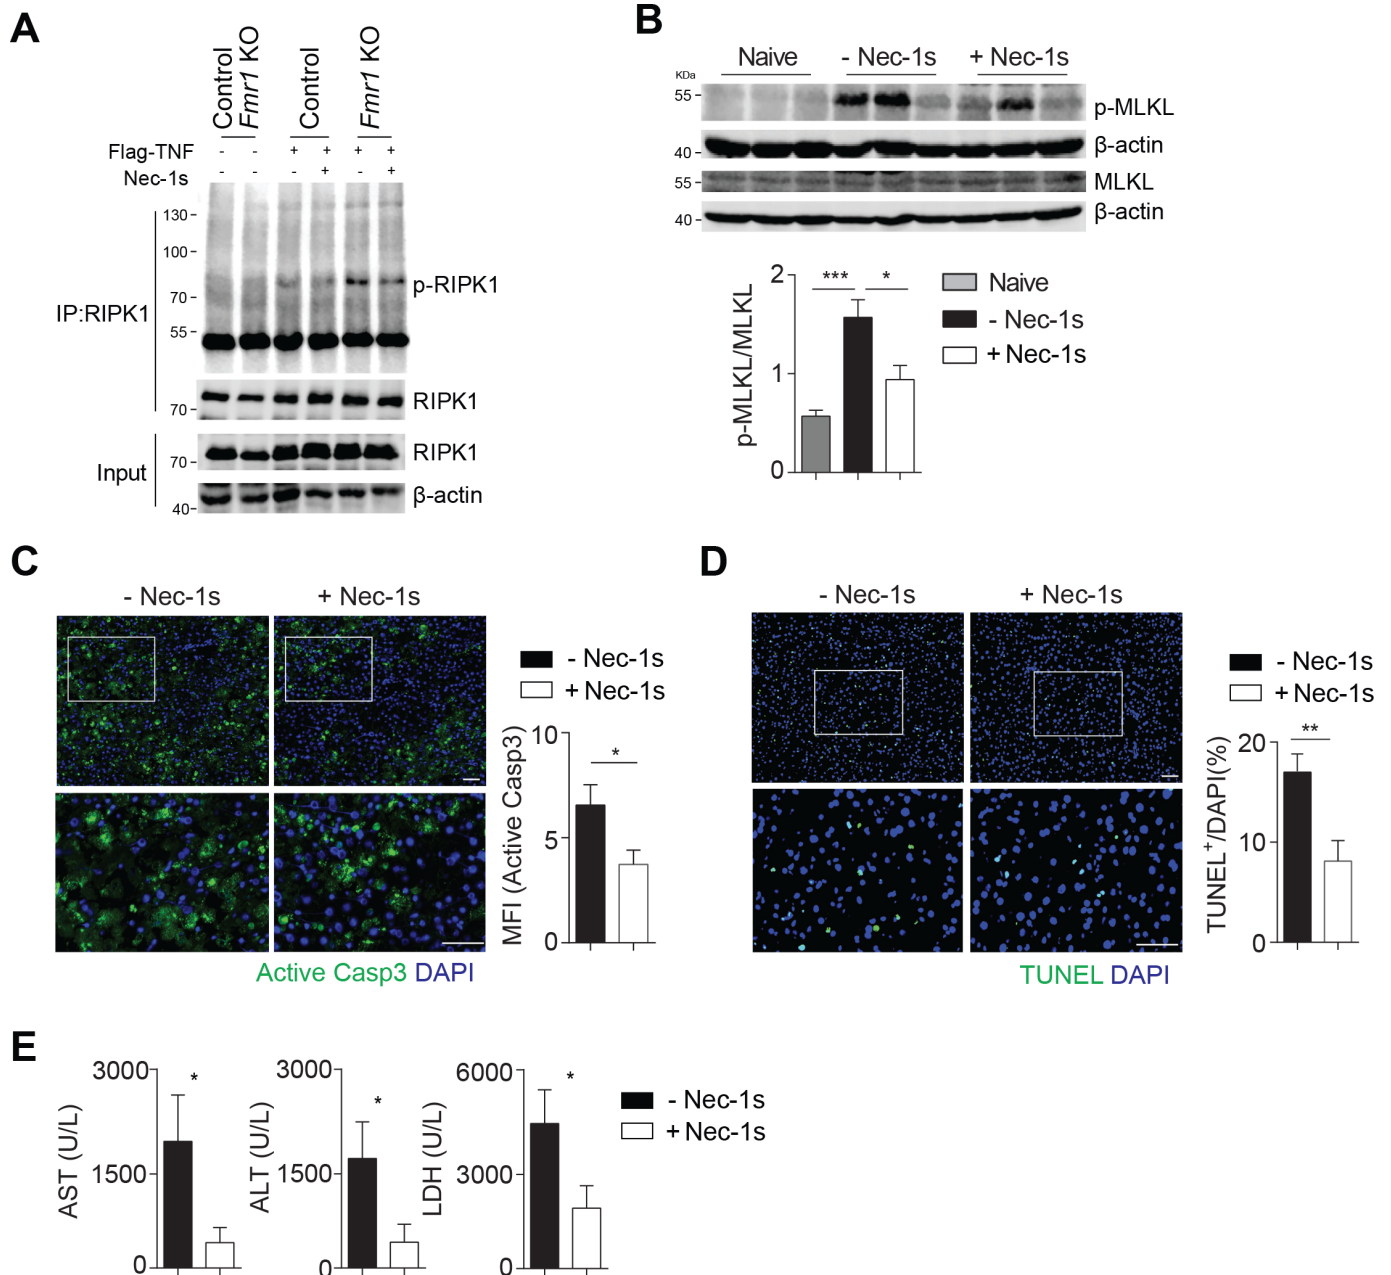 A
Control
Fmr1 KO
Control
Fmr1 KO
Flag-TNF - - + + + +
Nec-1s - - - + - +
130
100
70
55
p-RIPK1
IP:RIPK1
70
RIPK1
Input
70
RIPK1
40
β-actin
B
Naive - Nec-1s + Nec-1s
KDa
55
p-MLKL
40
β-actin
55
MLKL
40
β-actin
p-MLKL/MLKL
2
1
0
*** *
Naive
- Nec-1s
+ Nec-1s
C
- Nec-1s + Nec-1s
Active Casp3 DAPI
- Nec-1s
+ Nec-1s
MFI (Active Casp3)
10
5
0
*
D
- Nec-1s + Nec-1s
TUNEL DAPI
- Nec-1s
+ Nec-1s
TUNEL+/DAPI(%)
20
10
0
**
E
AST (U/L)
3000
1500
0
*
ALT (U/L)
3000
1500
0
*
LDH (U/L)
6000
3000
0
*
- Nec-1s
+ Nec-1s